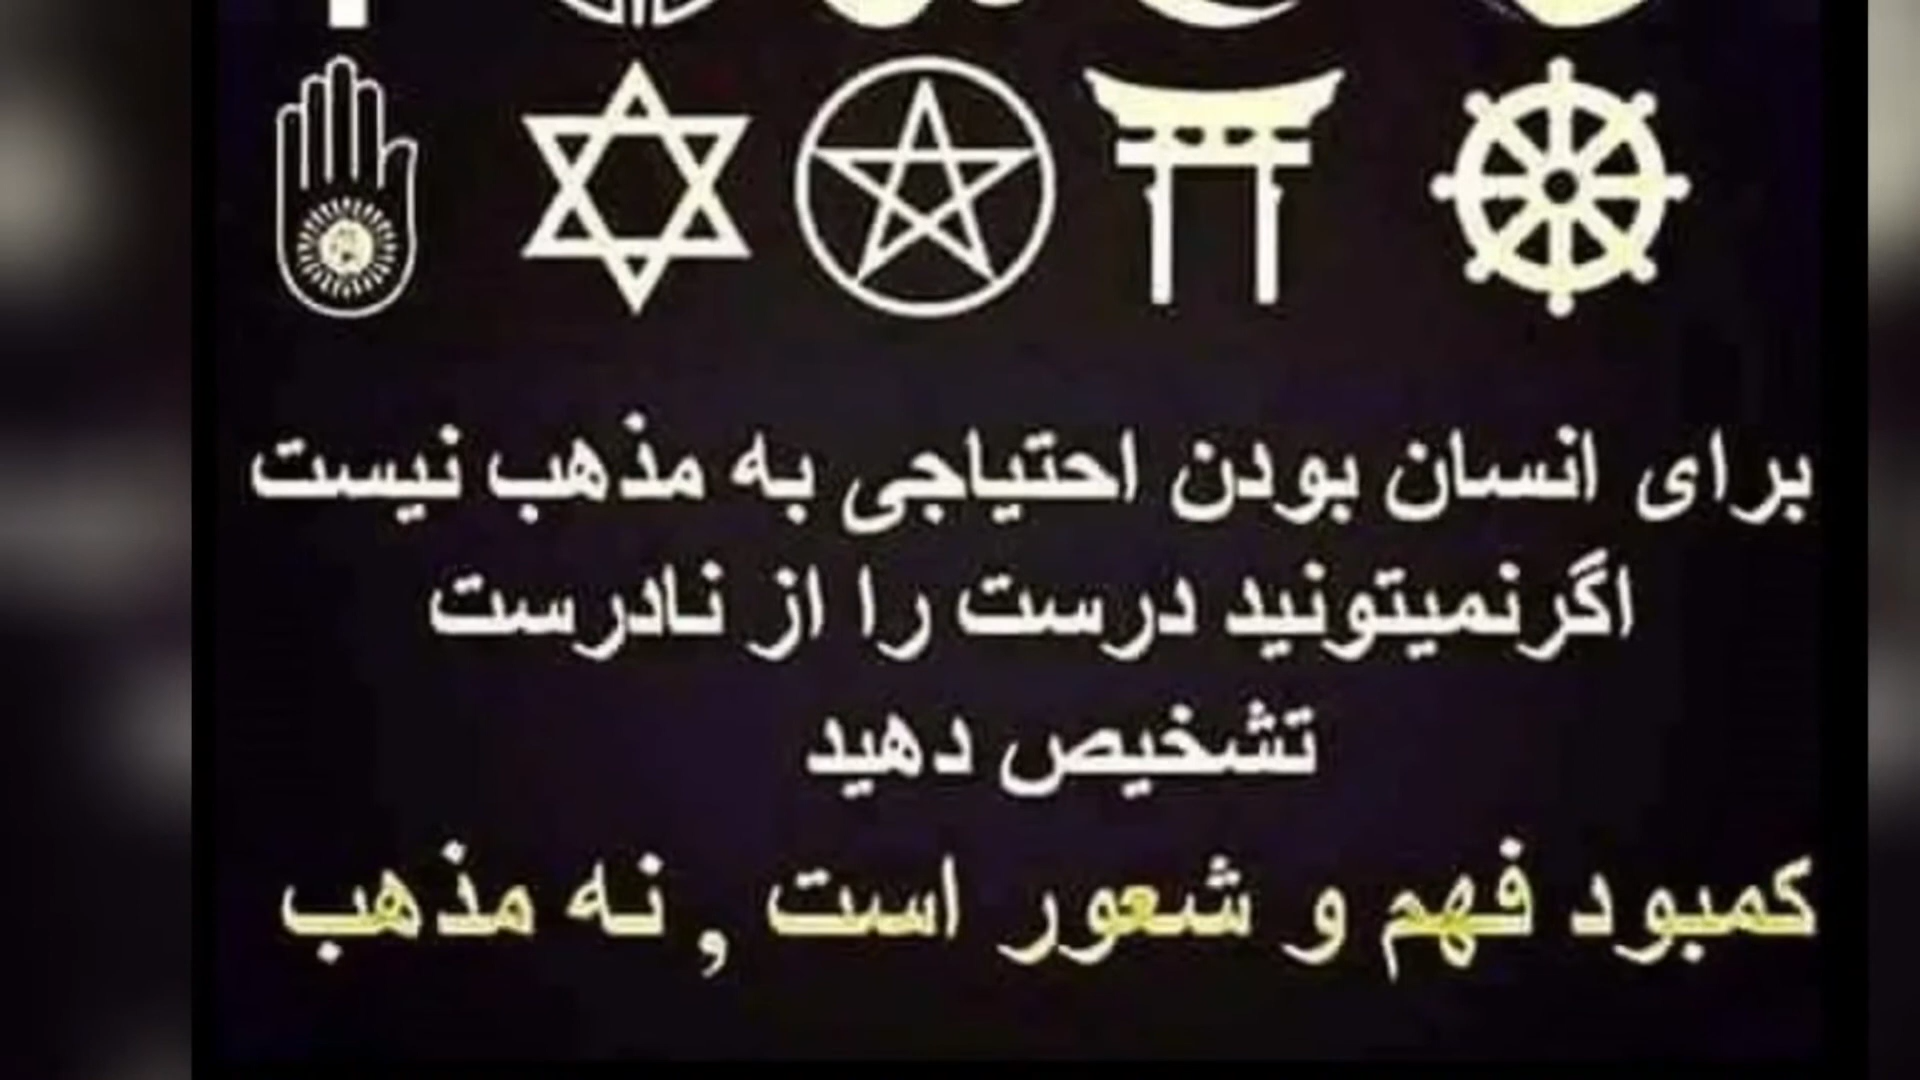 برای انسان بودن احتیاجی به مذهب نیست
اگرنمیتونید درست را از نادرست
تشخیص دهید
کمبود فهم و شعور است , نه مذهب